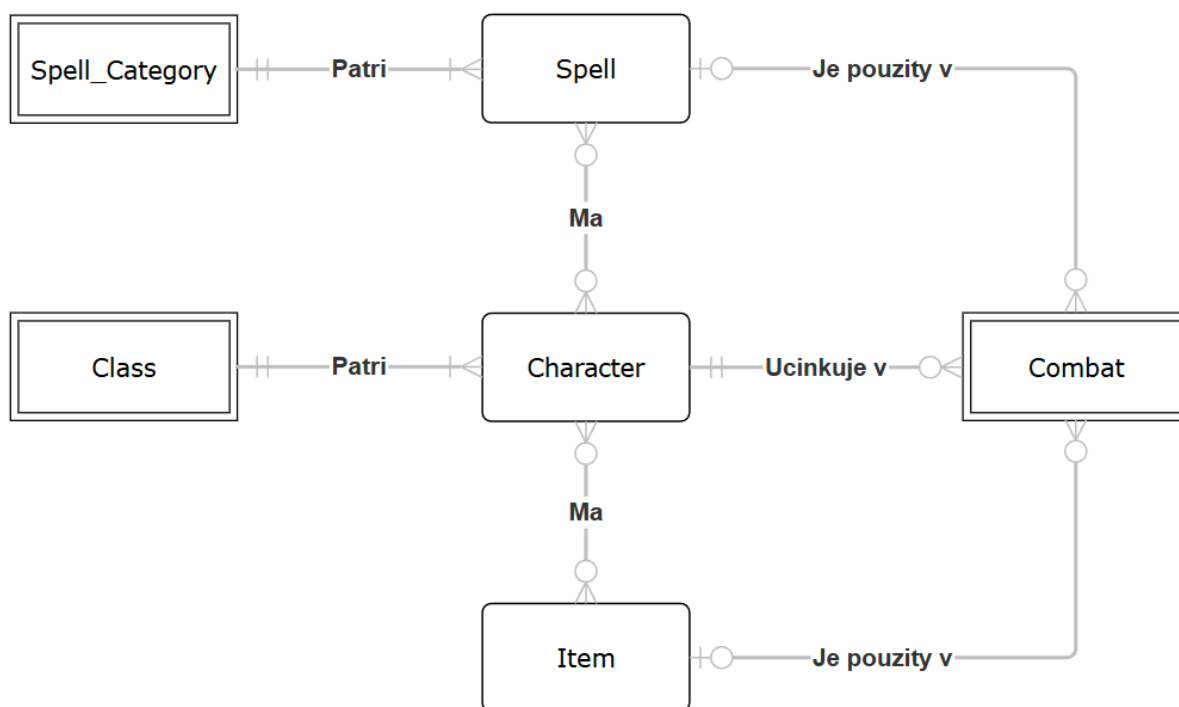 Spell_Category
Patri
Spell
Je pouzity v
Ma
Class
Patri
Character
Ucinkuje v
Combat
Ma
Item
Je pouzity v